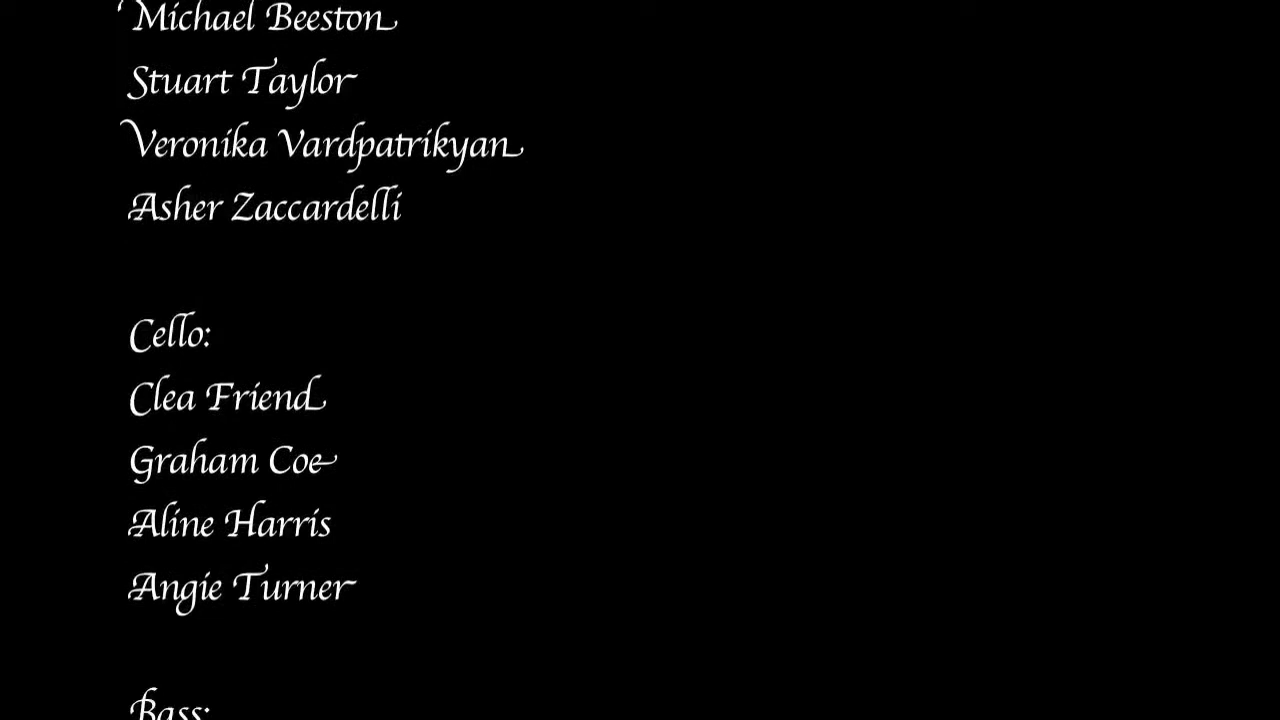 Michael Beeston
Stuart Taylor
Veronika Vardpatrikyan
Asher Zaccardelli
Cello:
Clea Friend
Graham Coe
Aline Harris
Angie Turner
Bass: